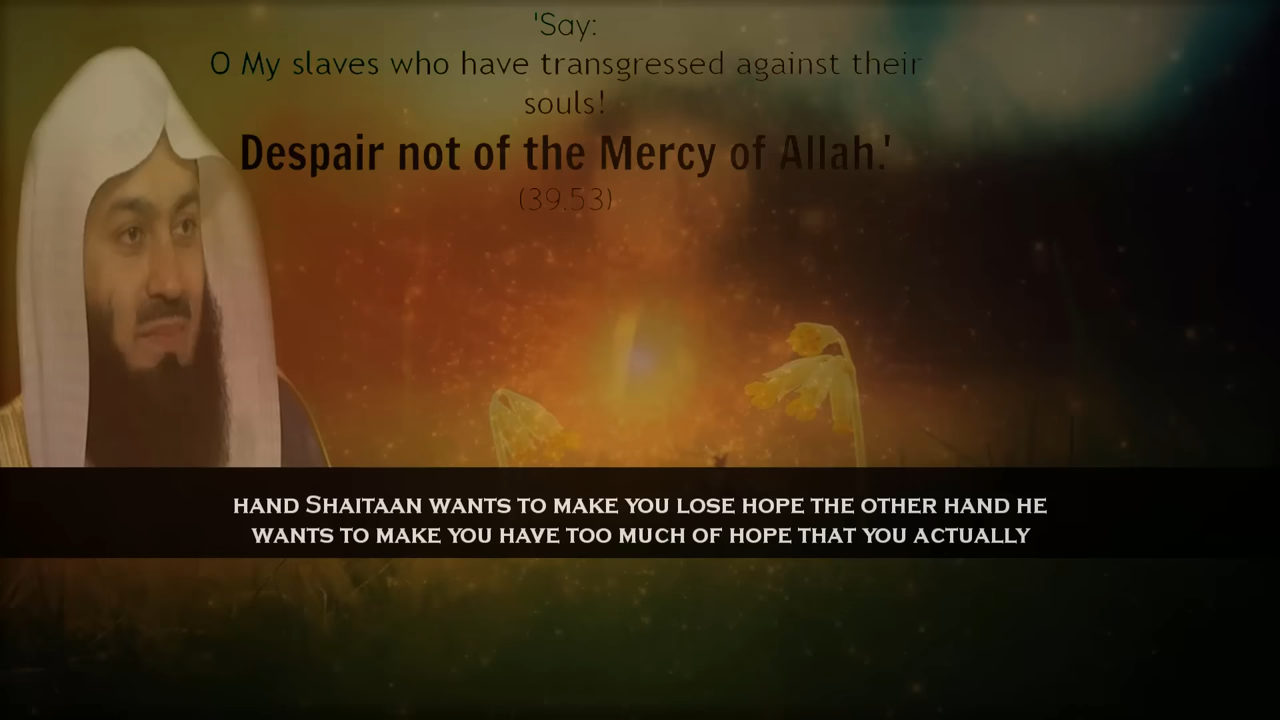 'Say:
O My slaves who have transgressed against their
souls!
Despair not of the Mercy of Allah.'
(39.53)
HAND SHAITAAN WANTS TO MAKE YOU LOSE HOPE THE OTHER HAND HE
WANTS TO MAKE YOU HAVE TOO MUCH OF HOPE THAT YOU ACTUALLY